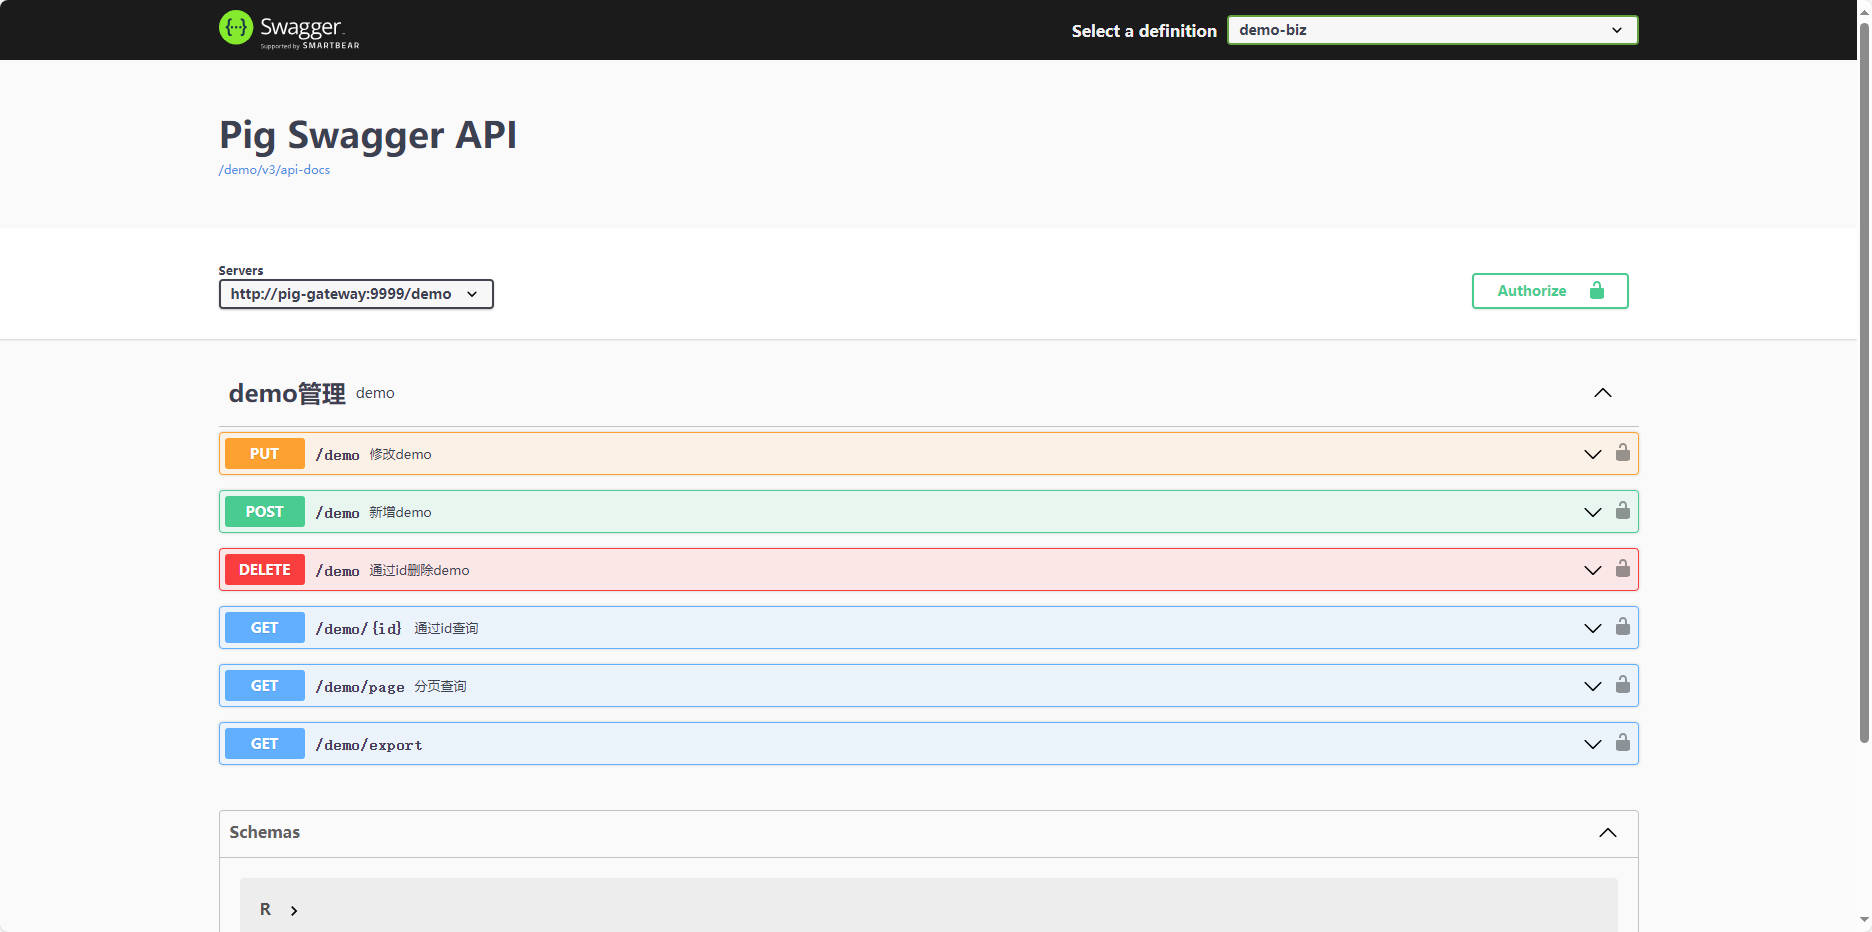 Swagger
Supported by SMARTBEAR
Select a definition
demo-biz
Pig Swagger API
/demo/v3/api-docs
Servers
http://pig-gateway:9999/demo
Authorize
demo管理 demo
PUT /demo 修改demo
POST /demo 新增demo
DELETE /demo 通过id删除demo
GET /demo/{id} 通过id查询
GET /demo/page 分页查询
GET /demo/export
Schemas
R